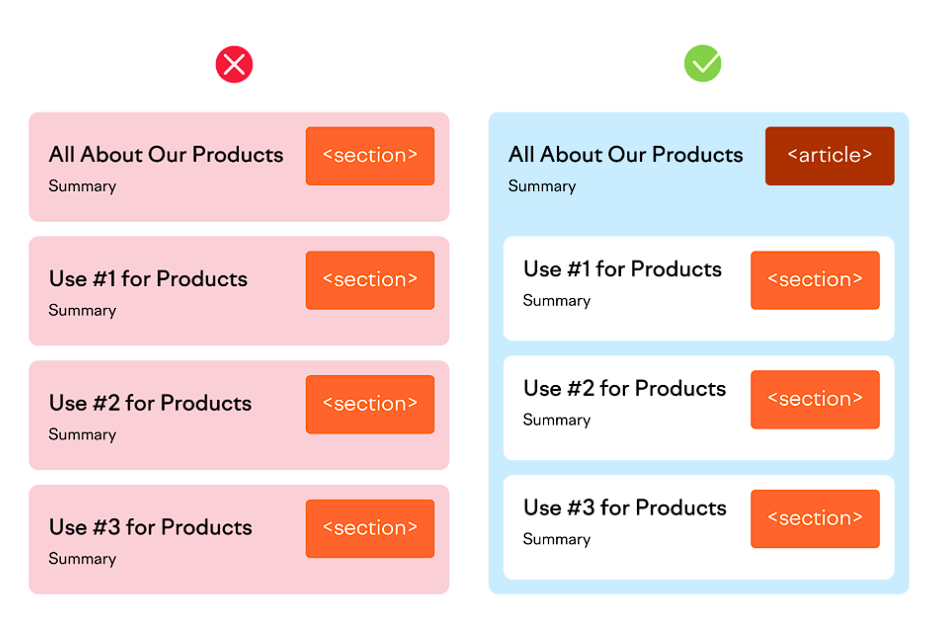 All About Our Products
<section>
Summary
Use #1 for Products
<section>
Summary
Use #2 for Products
<section>
Summary
Use #3 for Products
<section>
Summary
All About Our Products
<article>
Summary
Use #1 for Products
<section>
Summary
Use #2 for Products
<section>
Summary
Use #3 for Products
<section>
Summary